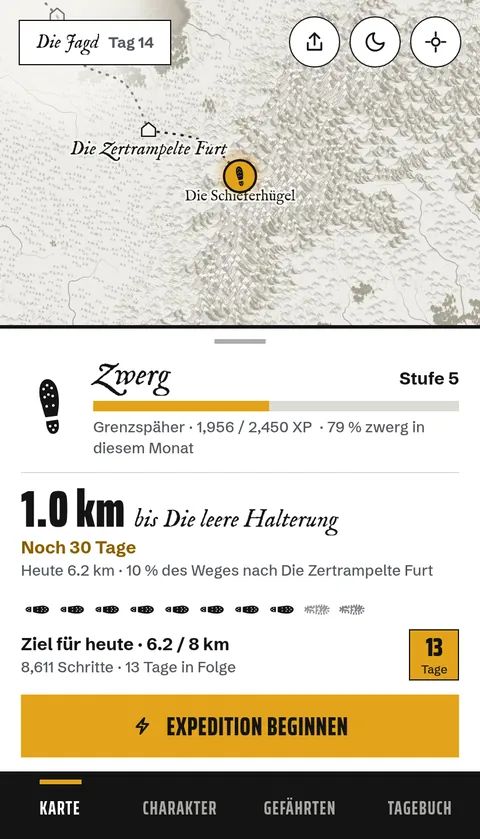 Die Jagd Tag 14
Die Zertrampelte Furt
Die Schieferhügel
Zwerg
Stufe 5
Grenzspäher · 1,956 / 2,450 XP · 79 % zwerg in
diesem Monat
1.0 km bis Die leere Halterung
Noch 30 Tage
Heute 6.2 km · 10 % des Weges nach Die Zertrampelte Furt
Ziel für heute · 6.2 / 8 km
8,611 Schritte · 13 Tage in Folge
13
Tage
EXPEDITION BEGINNEN
KARTE
CHARAKTER
GEFÄHRTEN
TAGEBUCH